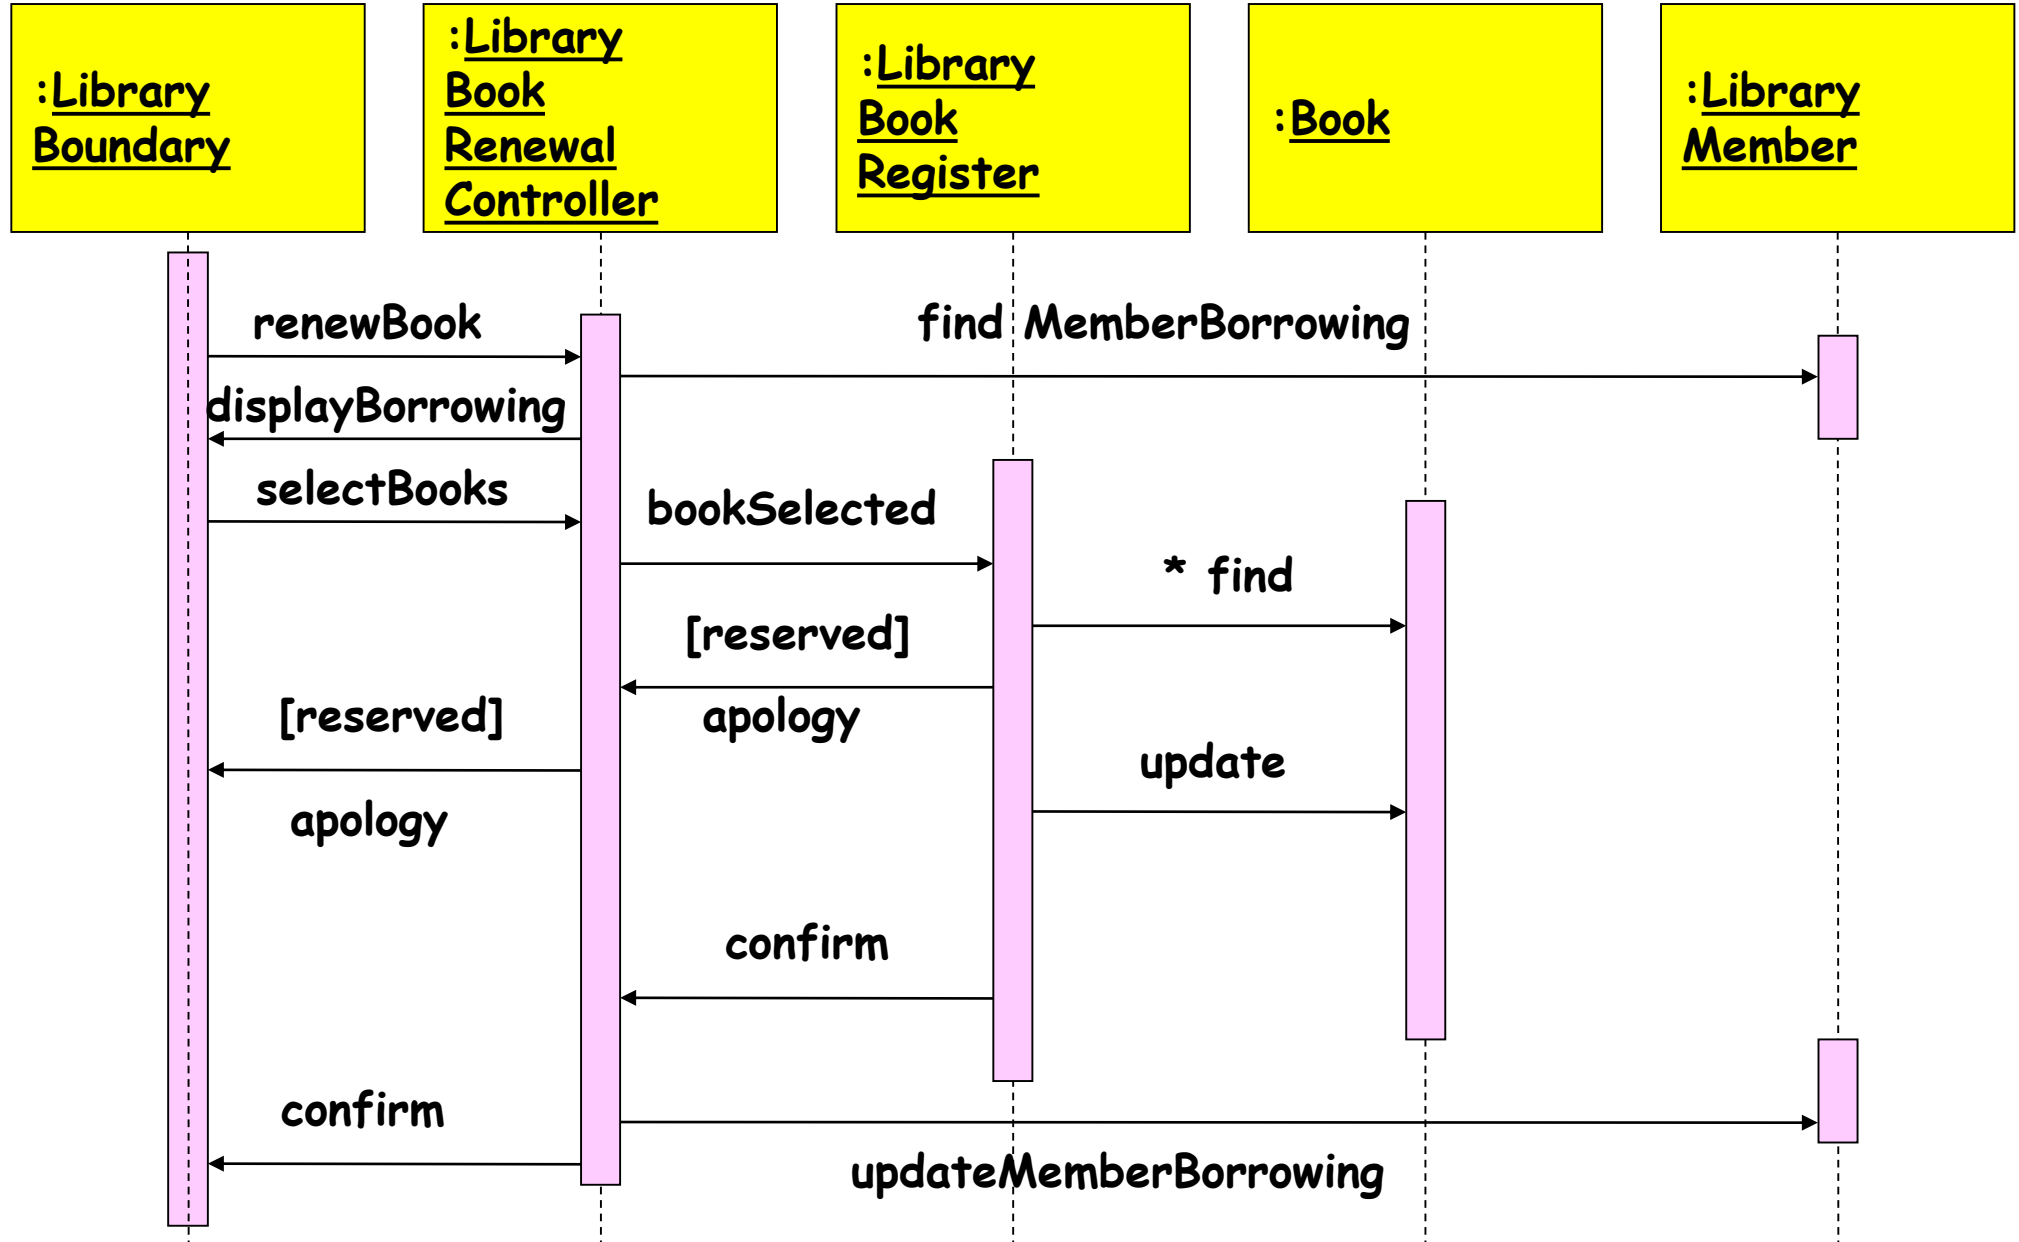 :Library
Boundary
:Library
Book
Renewal
Controller
:Library
Book
Register
:Book
:Library
Member
renewBook
find MemberBorrowing
displayBorrowing
selectBooks
bookSelected
* find
[reserved]
apology
[reserved]
apology
update
confirm
confirm
updateMemberBorrowing